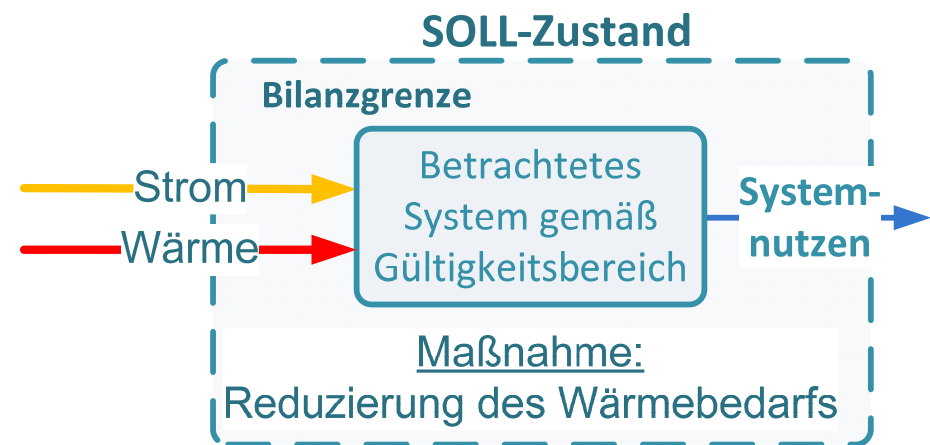 SOLL-Zustand
Bilanzgrenze
Strom
Wärme
Betrachtetes
System gemäß
Gültigkeitsbereich
System-
nutzen
Maßnahme:
Reduzierung des Wärmebedarfs